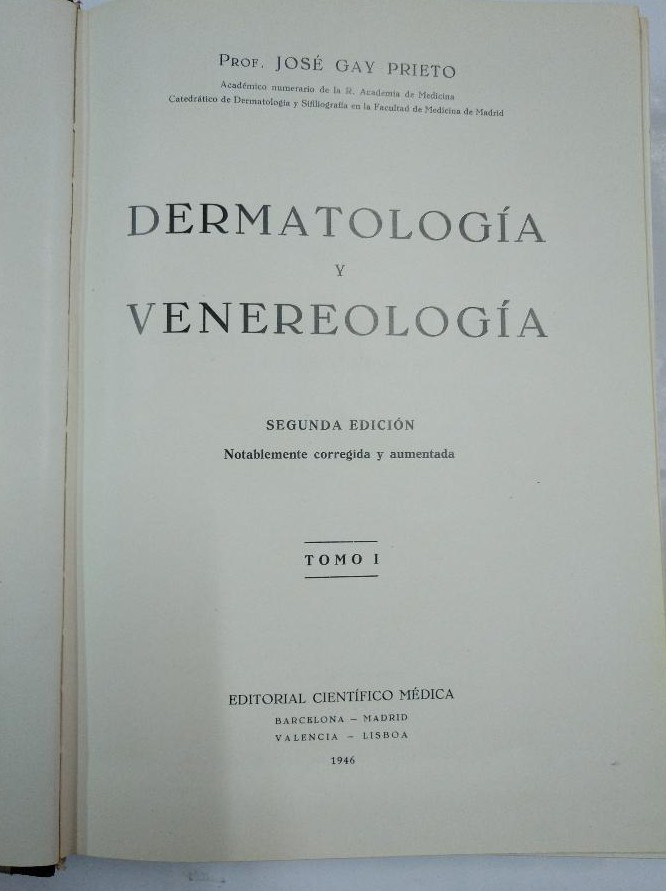 PROF. JOSÉ GAY PRIETO
Académico numerario de la R. Academia de Medicina
Catedrático de Dermatología y Sifiliografía en la Facultad de Medicina de Madrid
DERMATOLOGÍA
Y
VENEREOLOGÍA
SEGUNDA EDICIÓN
Notablemente corregida y aumentada
TOMO I
EDITORIAL CIENTÍFICO MÉDICA
BARCELONA – MADRID
VALENCIA – LISBOA
1946